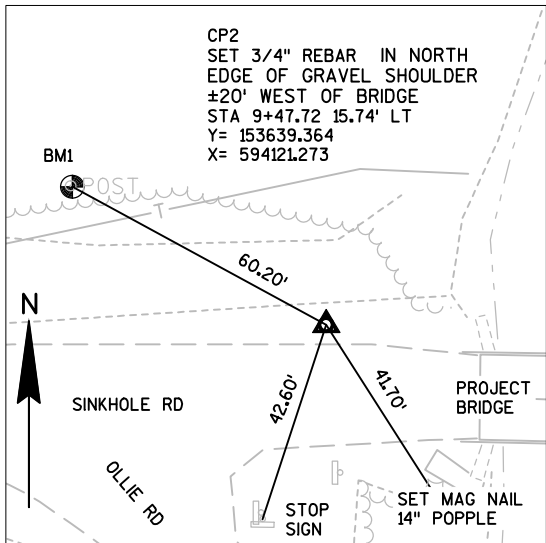 CP2
SET 3/4" REBAR IN NORTH
EDGE OF GRAVEL SHOULDER
±20' WEST OF BRIDGE
STA 9+47.72 15.74' LT
Y= 153639.364
X= 594121.273
BM1
POST
T
60.20'
N
42.60'
41.70'
SINKHOLE RD
PROJECT
BRIDGE
OLLIE RD
STOP
SIGN
SET MAG NAIL
14" POPPLE